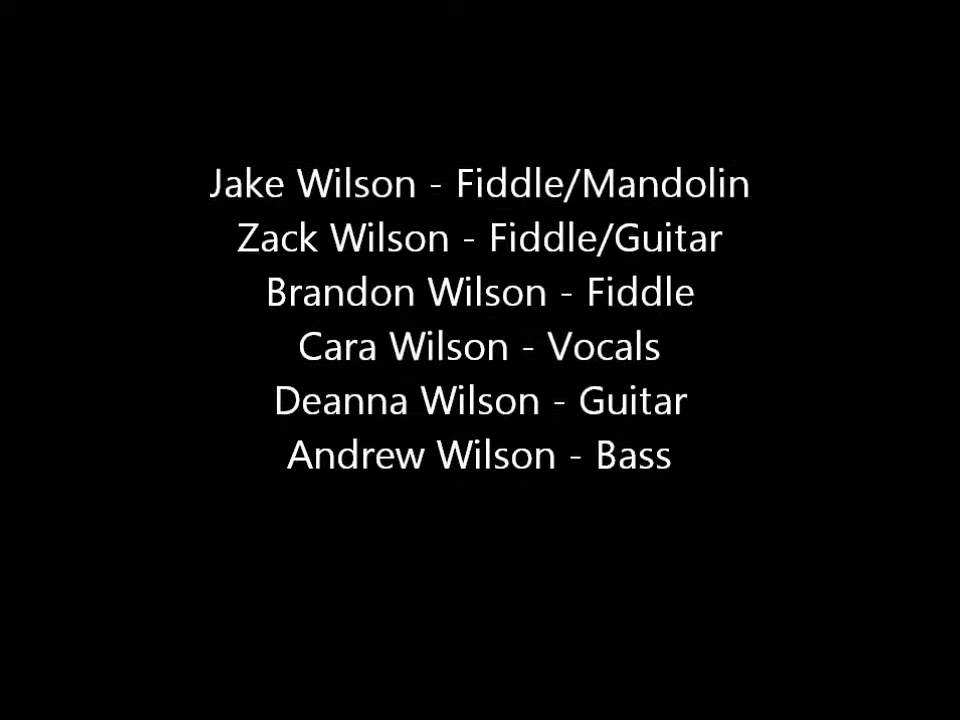 Jake Wilson - Fiddle/Mandolin
Zack Wilson - Fiddle/Guitar
Brandon Wilson - Fiddle
Cara Wilson - Vocals
Deanna Wilson - Guitar
Andrew Wilson - Bass